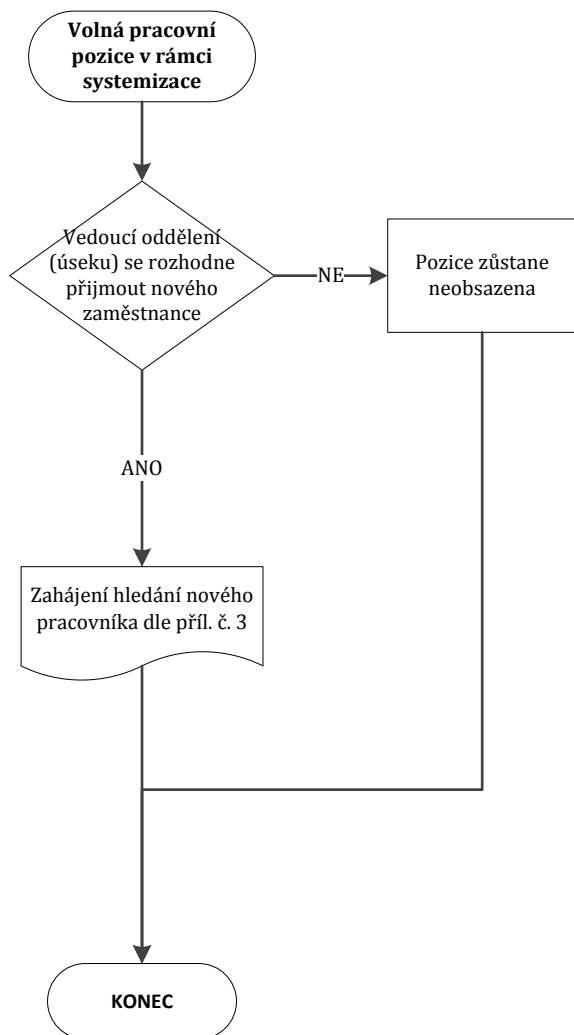 Volná pracovní
pozice v rámci
systemizace
Vedoucí oddělení
(úseku) se rozhodne
přijmout nového
zaměstnance
NE
Pozice zůstane
neobsazena
ANO
Zahájení hledání nového
pracovníka dle příl. č. 3
KONEC